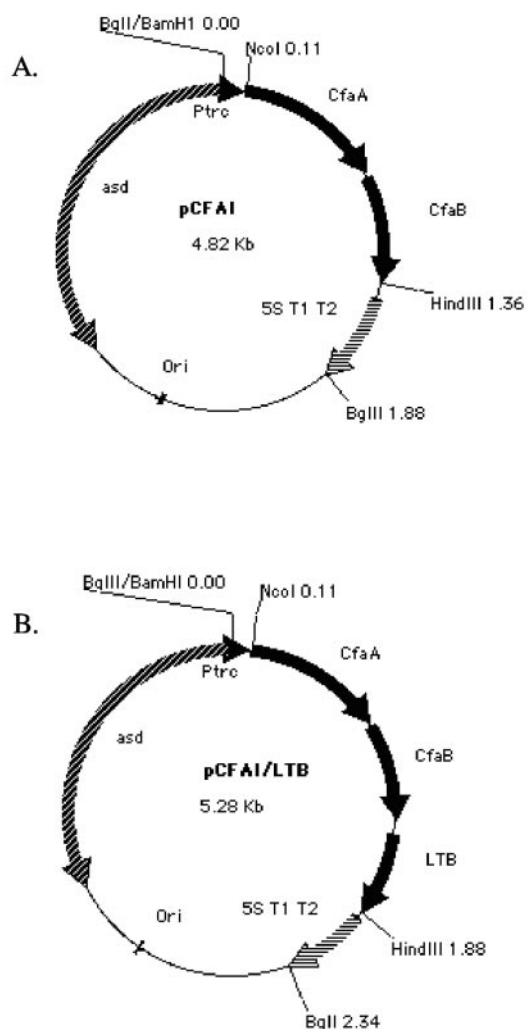 A.
BglI/BamH1 0.00
NcoI 0.11
CfaA
Ptrc
asd
pCFAI
4.82 Kb
CfaB
HindIII 1.36
5S T1 T2
Ori
BglII 1.88
B.
BglII/BamHI 0.00
NcoI 0.11
CfaA
Ptrc
asd
CfaB
pCFAI/LTB
5.28 Kb
LTB
5S T1 T2
Ori
HindIII 1.88
BglI 2.34